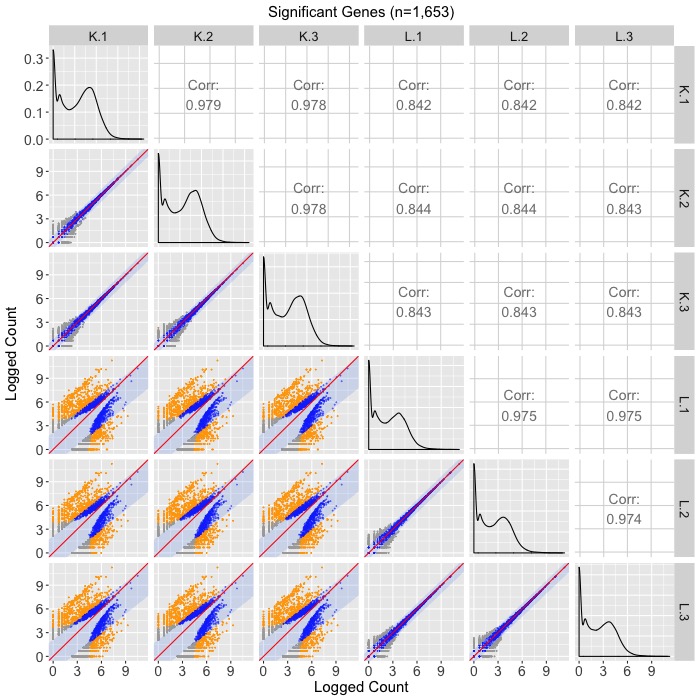 Significant Genes (n=1,653)
K.1 K.2 K.3 L.1 L.2 L.3
0.3
0.2
0.1
0.0
Corr: Corr: Corr: Corr: Corr:
0.979 0.978 0.842 0.842 0.842
K.1
9
6
3
0
Corr: Corr: Corr: Corr:
0.978 0.844 0.844 0.843
K.2
9
6
3
0
Corr: Corr: Corr:
0.843 0.843 0.843
K.3
Logged Count
9
6
3
0
Corr: Corr:
0.975 0.975
L.1
9
6
3
0
Corr:
0.974
L.2
9
6
3
0
L.3
0 3 6 9 0 3 6 9 0 3 6 9 0 3 6 9 0 3 6 9 0 3 6 9
Logged Count